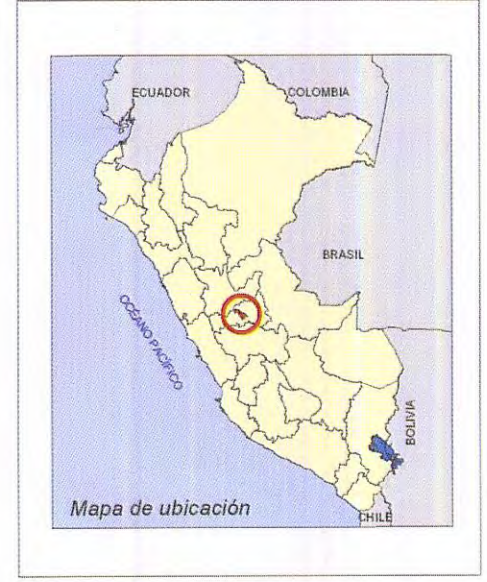 ECUADOR
COLOMBIA
BRASIL
OCÉANO PACÍFICO
BOLIVIA
Mapa de ubicación
CHILE